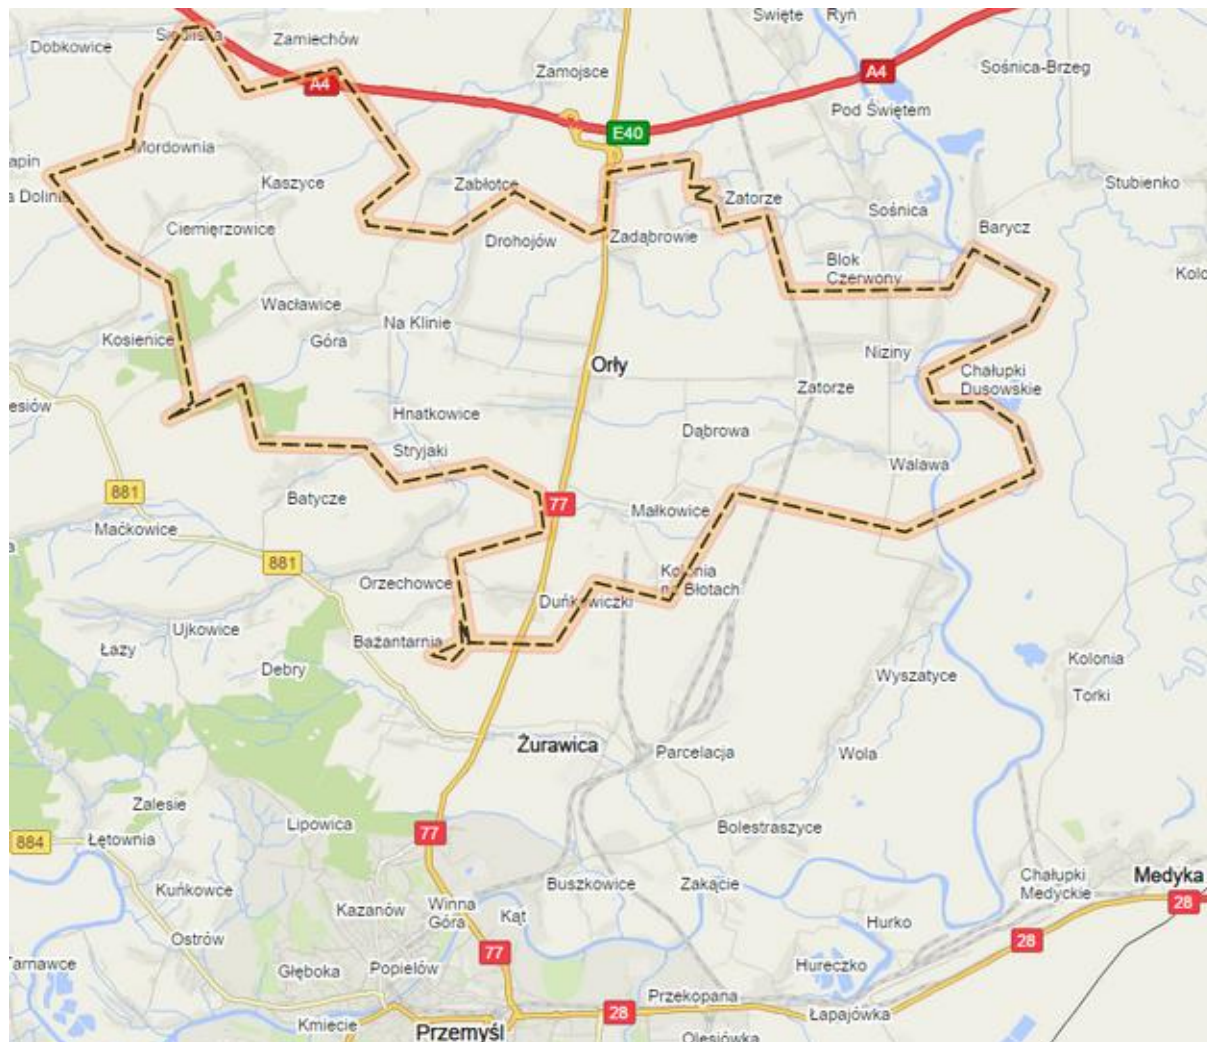 Święte
Ryń
Dobkowice
Zamiechów
Zamojsce
Sośnica-Brzeg
A4
A4
Pod Świętem
E40
Mordownia
apin
a Dolina
Kaszyce
Zabłotce
Zatorze
Stubienko
Sośnica
Ciemięrzowice
Drohojów
Zadąbrowie
Barycz
Blok
Czerwony
Wacławice
Na Klinie
Kosienice
Góra
Orły
Niziny
Zatorze
Chałupki
Dusowskie
esiów
Hnatkowice
Dąbrowa
Stryjaki
Walawa
881
Batycze
77
Małkowice
Maćkowice
881
Orzechowce
Kolonia
na Błotach
Duńkowiczki
Ujkowice
Bażantarnia
Łazy
Debry
Kolonia
Wyszatyce
Torki
Żurawica
Parcelacja
Wola
Zalesie
Lipowica
77
Bolestraszyce
884
Łętownia
Kuńkowce
Buszkowice
Zakącie
Chałupki
Medyckie
Medyka
28
Kazanów
Winna
Góra
Kąt
Hurko
Ostrów
77
28
Tarnawce
Głęboka
Popielów
Hureczko
Przekopana
28
Łapajówka
Kmiecie
Przemyśl
Olesiówka